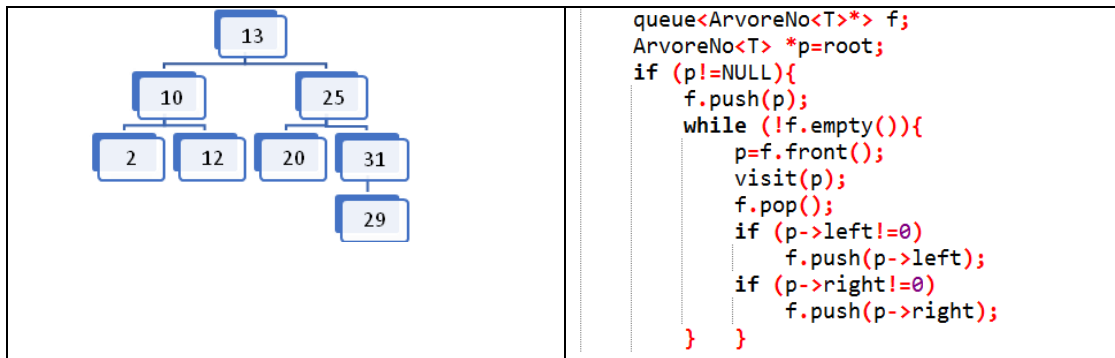 13
10 25
2 12 20 31
29
queue<ArvoreNo<T>*> f;
ArvoreNo<T> *p=root;
if (p!=NULL){
f.push(p);
while (!f.empty()){
p=f.front();
visit(p);
f.pop();
if (p->left!=0)
f.push(p->left);
if (p->right!=0)
f.push(p->right);
} }